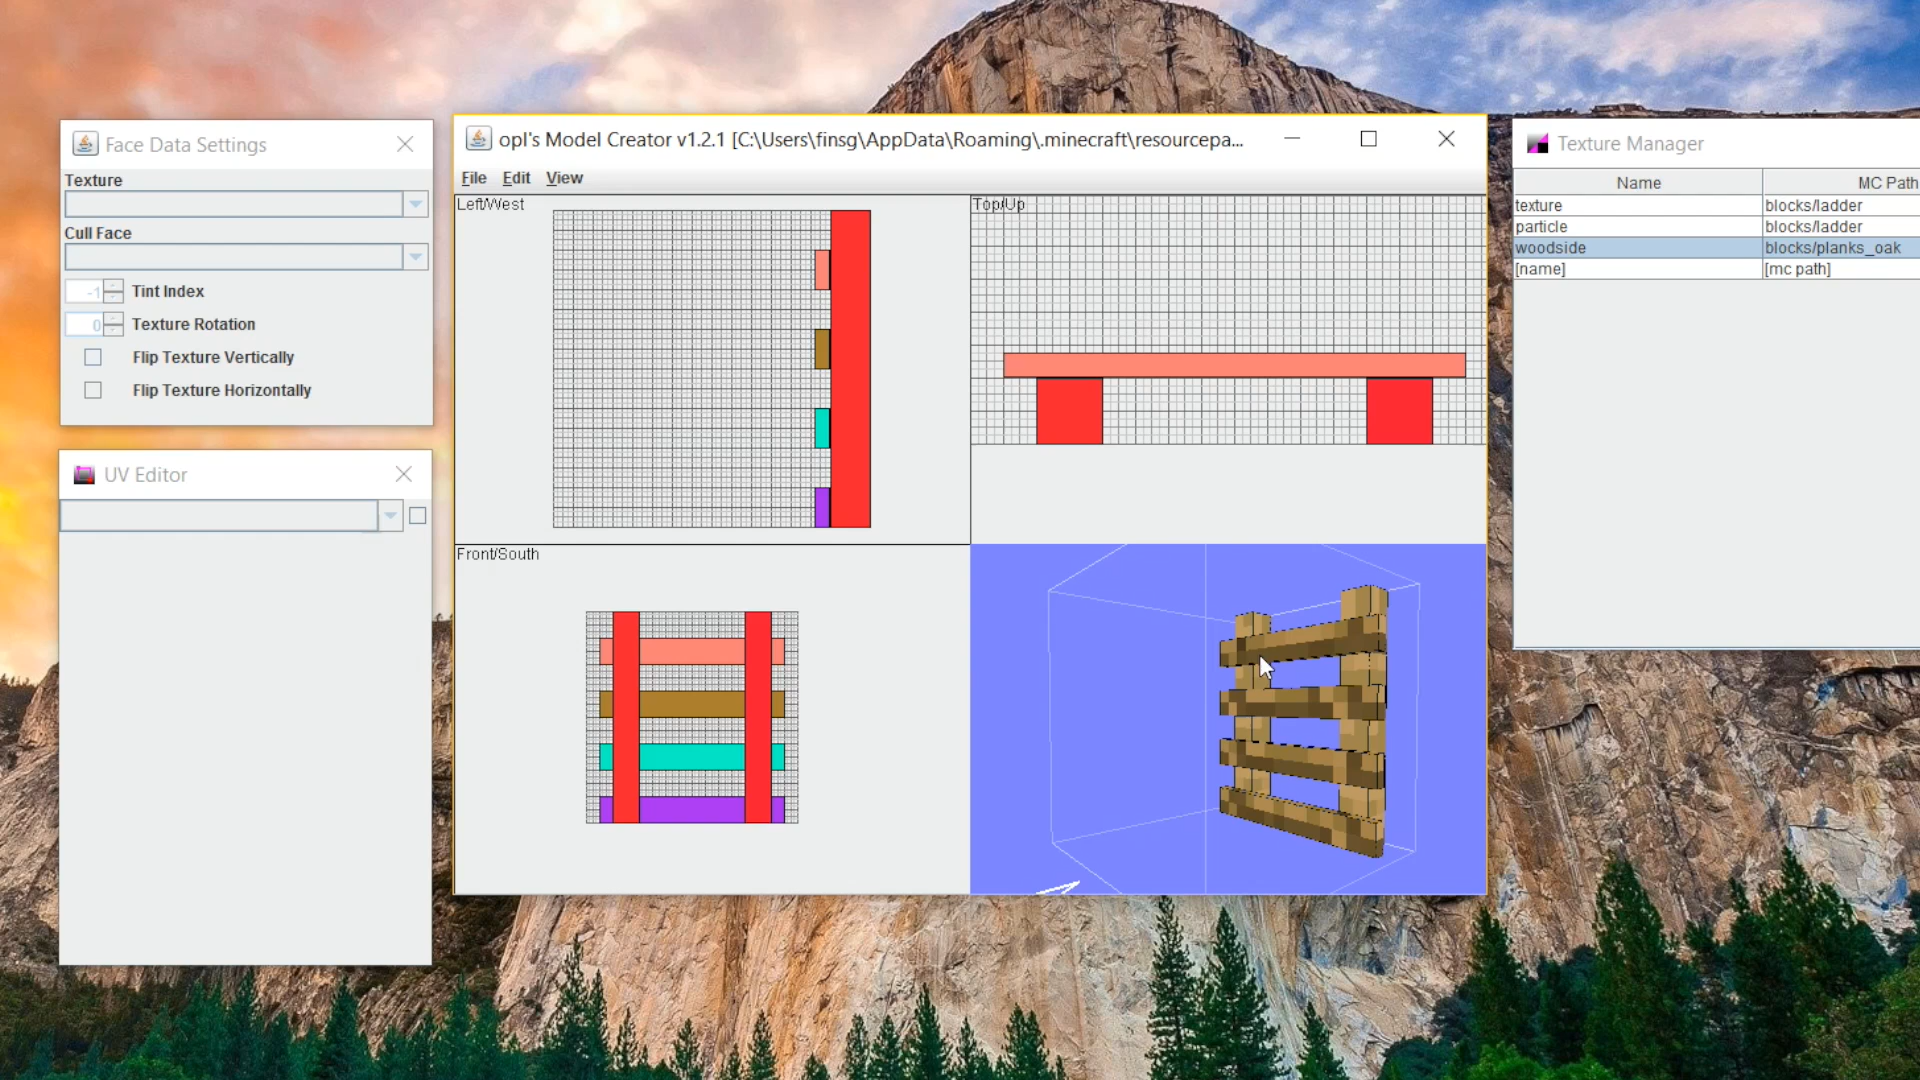 Face Data Settings
Texture
Cull Face
-1 Tint Index
0 Texture Rotation
Flip Texture Vertically
Flip Texture Horizontally
UV Editor
opl's Model Creator v1.2.1 [C:\Users\finsg\AppData\Roaming\.minecraft\resourcepa...
File Edit View
Left/West
Top/Up
Front/South
Texture Manager
Name MC Path
texture blocks/ladder
particle blocks/ladder
woodside blocks/planks_oak
[name] [mc path]